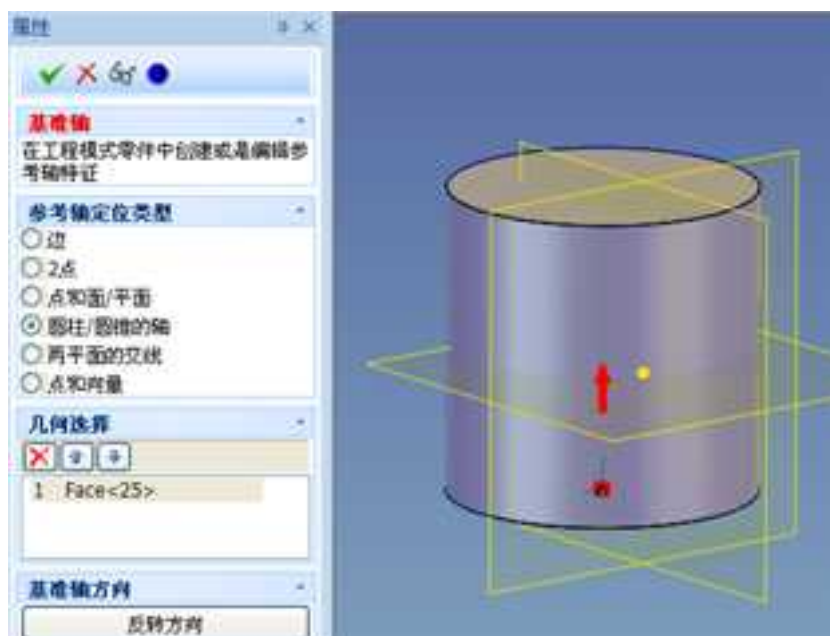 属性
基准轴
在工程模式零件中创建或是编辑参
考轴特征
参考轴定位类型
边
2点
点和面/平面
圆柱/圆锥的轴
两平面的交线
点和向量
几何选择
1 Face<25>
基准轴方向
反转方向